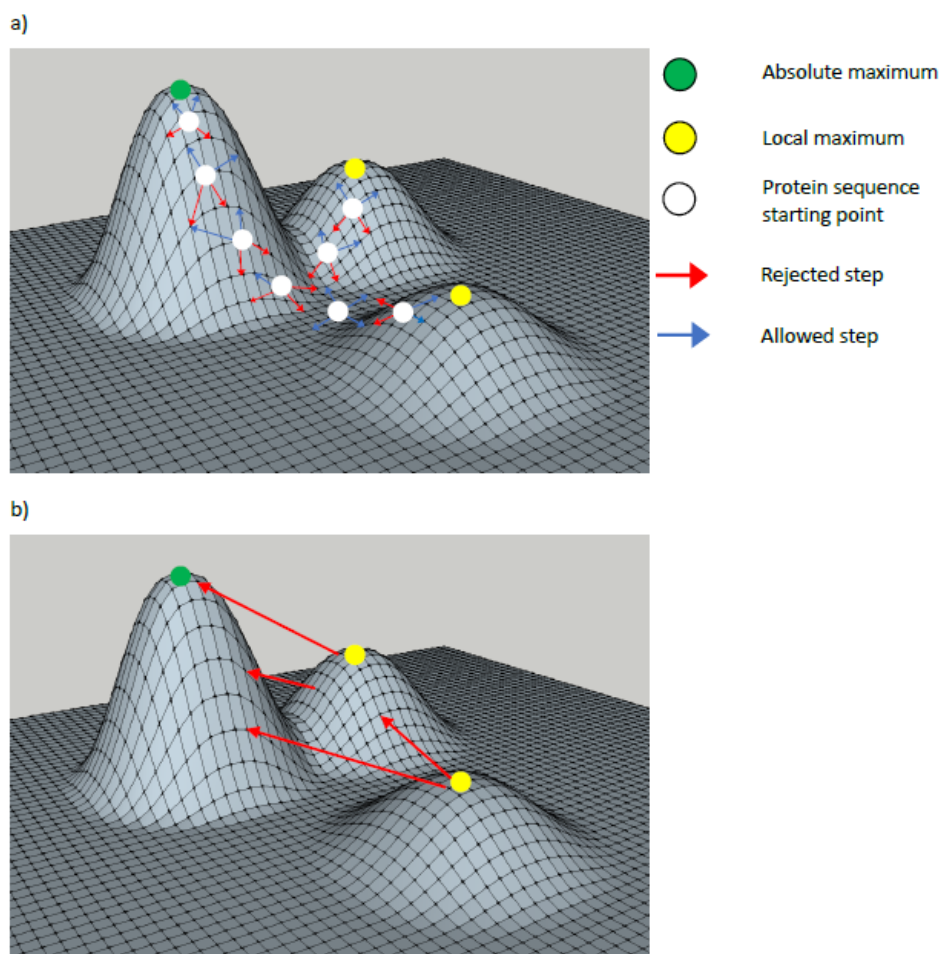 a)
Absolute maximum
Local maximum
Protein sequence
starting point
Rejected step
Allowed step
b)